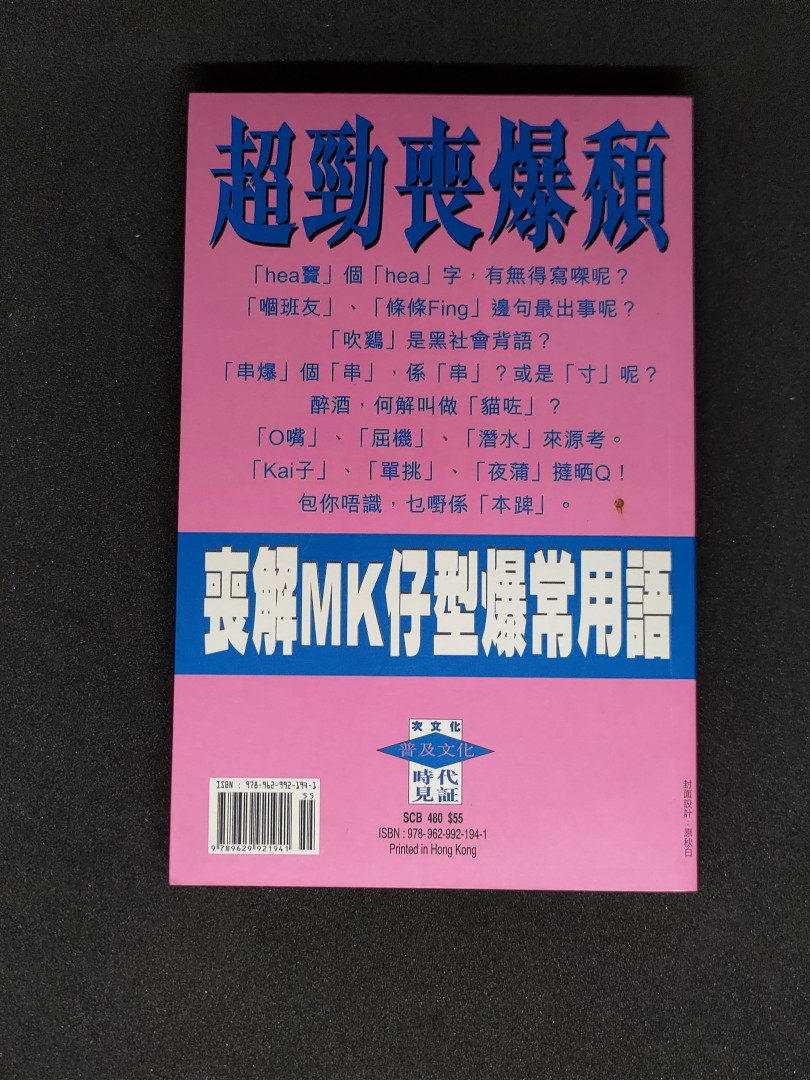 超勁喪爆頹
「hea竇」個「hea」字，有無得寫㗎呢？
「嗰班友」、「條條Fing」邊句最出事呢？
「吹鷄」是黑社會背語？
「串爆」個「串」，係「串」？或是「寸」呢？
醉酒，何解叫做「貓咗」？
「O嘴」、「屈機」、「潛水」來源考。
「Kai子」、「單挑」、「夜蒲」撻晒Q！
包你唔識，乜嘢係「本踭」。
喪解MK仔型爆常用語
次文化
普及文化
時代
見証
ISBN : 978-962-992-194-1
55
9 789629 921941
SCB 480 $55
ISBN : 978-962-992-194-1
Printed in Hong Kong
封面設計：原秋白